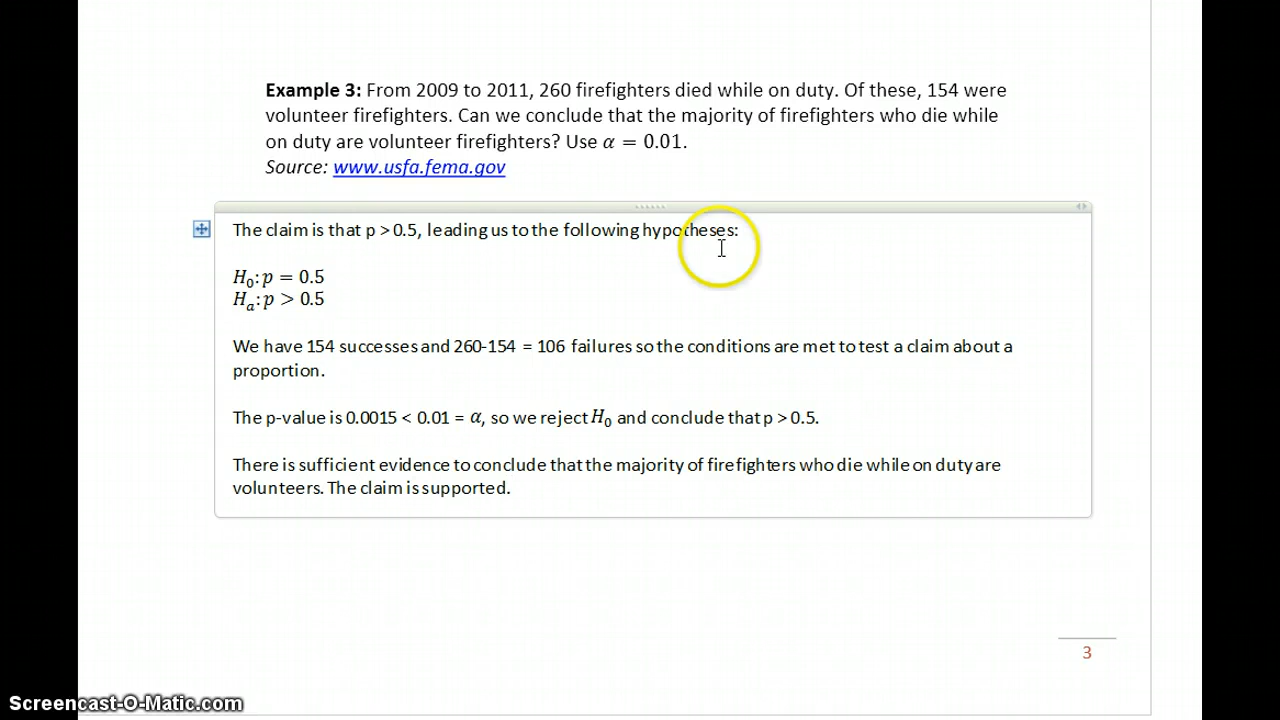 Example 3: From 2009 to 2011, 260 firefighters died while on duty. Of these, 154 were
volunteer firefighters. Can we conclude that the majority of firefighters who die while
on duty are volunteer firefighters? Use α = 0.01.
Source: www.usfa.fema.gov
The claim is that p > 0.5, leading us to the following hypotheses:
H₀: p = 0.5
Hₐ: p > 0.5
We have 154 successes and 260-154 = 106 failures so the conditions are met to test a claim about a
proportion.
The p-value is 0.0015 < 0.01 = α, so we reject H₀ and conclude that p > 0.5.
There is sufficient evidence to conclude that the majority of firefighters who die while on duty are
volunteers. The claim is supported.
3
Screencast-O-Matic.com